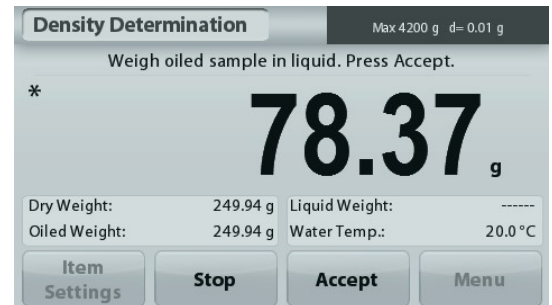 Density Determination Max 4200 g d= 0.01 g
Weigh oiled sample in liquid. Press Accept.
*
78.37 g
Dry Weight: 249.94 g Liquid Weight: ------
Oiled Weight: 249.94 g Water Temp.: 20.0 °C
Item Settings Stop Accept Menu